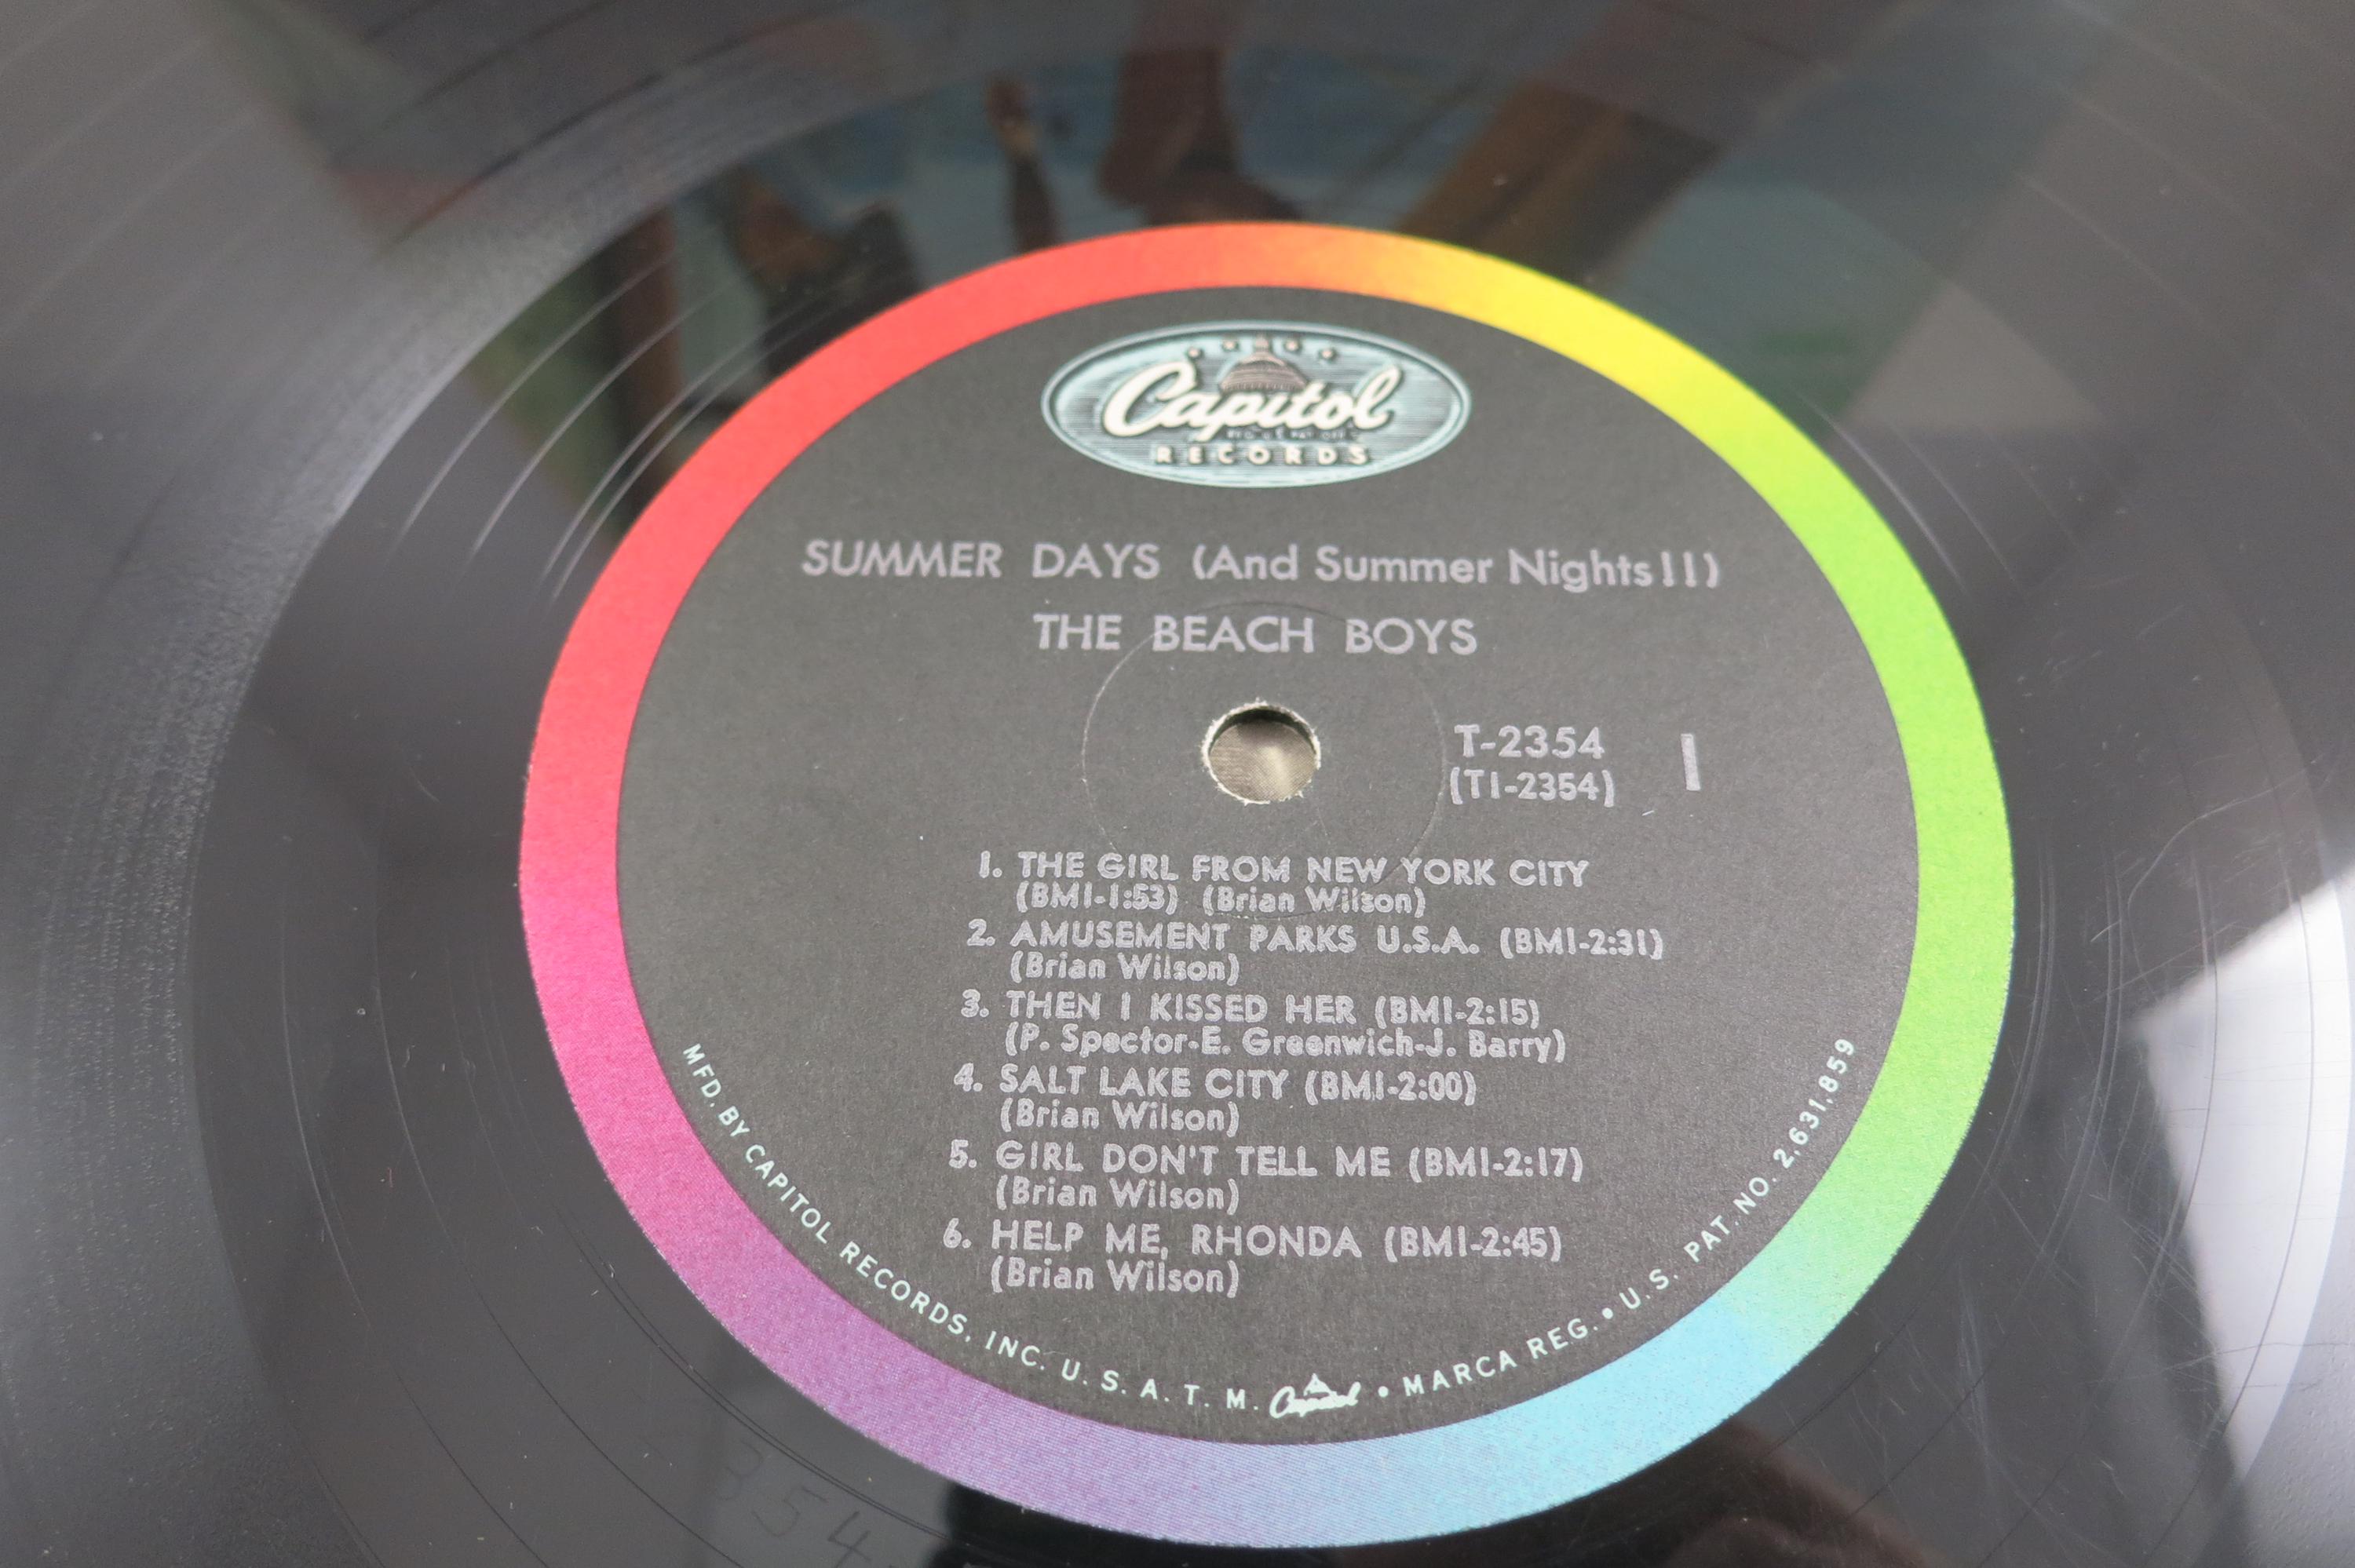 Capitol
RECORDS
SUMMER DAYS (And Summer Nights!!)
THE BEACH BOYS
T-2354
(T1-2354)
1
1. THE GIRL FROM NEW YORK CITY
(BMI-1:53) (Brian Wilson)
2. AMUSEMENT PARKS U.S.A. (BMI-2:31)
(Brian Wilson)
3. THEN I KISSED HER (BMI-2:15)
(P. Spector-E. Greenwich-J. Barry)
4. SALT LAKE CITY (BMI-2:00)
(Brian Wilson)
5. GIRL DON'T TELL ME (BMI-2:17)
(Brian Wilson)
6. HELP ME, RHONDA (BMI-2:45)
(Brian Wilson)
MFD. BY CAPITOL RECORDS, INC. U. S. A. T. M. Capitol • MARCA REG. • U. S. PAT. NO. 2,631,859
354